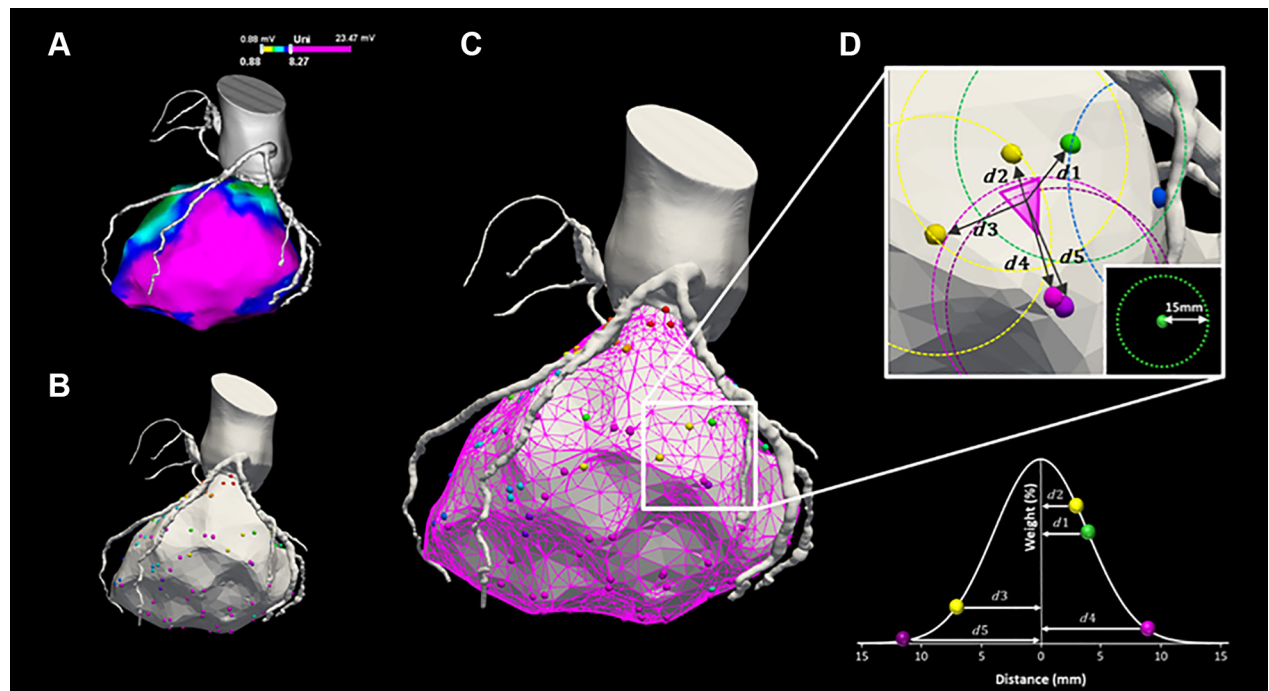 A
0.88 mV Uni 23.47 mV
0.88 8.27
B
C
D
d2
d1
d3
d4
d5
15mm
Weight (%)
d2
d1
d3
d4
d5
15 10 5 0 5 10 15
Distance (mm)